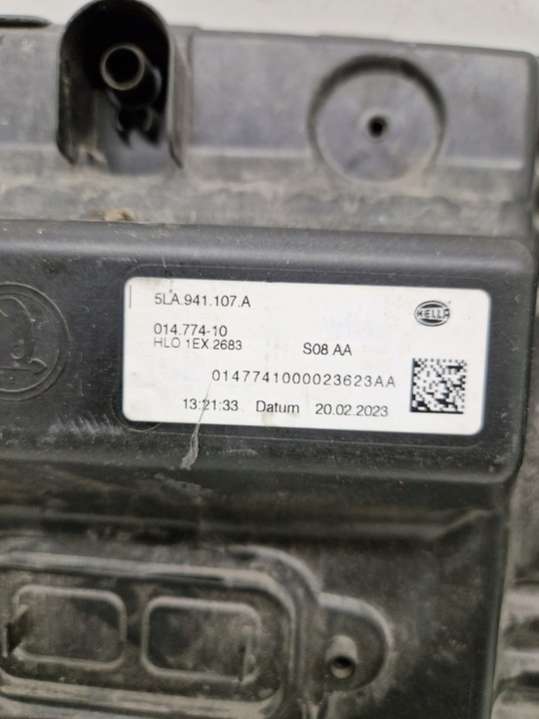 5LA.941.107.A
HELLA
014.774-10
HLO 1EX 2683
S08 AA
0147741000023623AA
13:21:33 Datum 20.02.2023